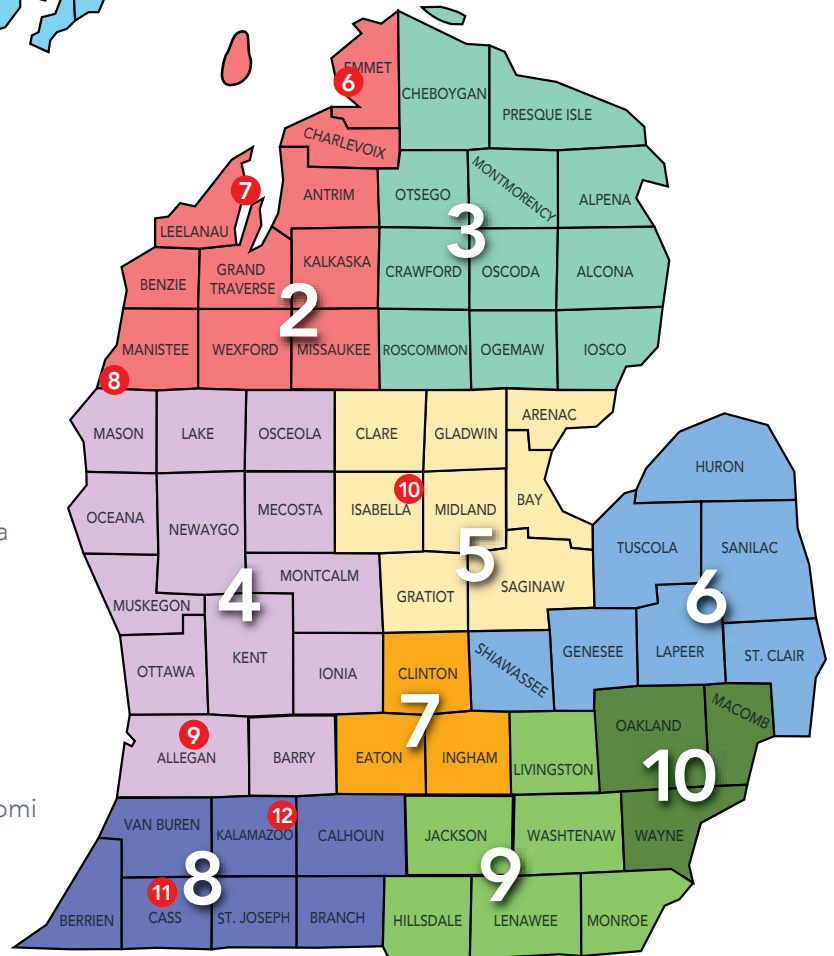 EMMET
6
CHEBOYGAN
PRESQUE ISLE
CHARLEVOIX
7
ANTRIM
OTSEGO
MONTMORENCY
ALPENA
3
LEELANAU
BENZIE
GRAND
TRAVERSE
KALKASKA
CRAWFORD
OSCODA
ALCONA
2
MANISTEE
WEXFORD
MISSAUKEE
ROSCOMMON
OGEMAW
IOSCO
8
MASON
LAKE
OSCEOLA
CLARE
GLADWIN
ARENAC
HURON
OCEANA
NEWAYGO
MECOSTA
10
ISABELLA
MIDLAND
BAY
a
5
TUSCOLA
SANILAC
MUSKEGON
4
MONTCALM
GRATIOT
SAGINAW
6
OTTAWA
KENT
IONIA
CLINTON
SHIAWASSEE
GENESEE
LAPEER
ST. CLAIR
7
9
ALLEGAN
BARRY
EATON
INGHAM
LIVINGSTON
OAKLAND
MACOMB
10
omi
VAN BUREN
12
KALAMAZOO
CALHOUN
JACKSON
WASHTENAW
WAYNE
8
9
BERRIEN
11
CASS
ST. JOSEPH
BRANCH
HILLSDALE
LENAWEE
MONROE